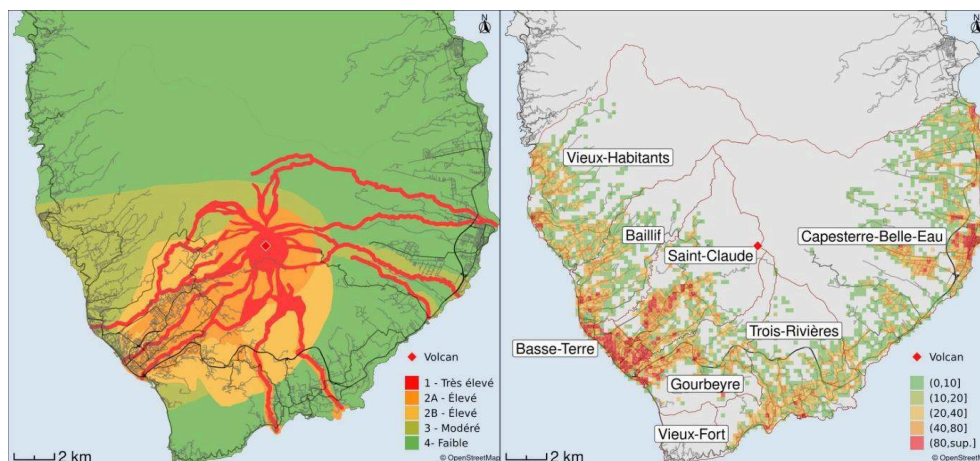 N
Volcan
1 - Très élevé
2A - Élevé
2B - Élevé
3 - Modéré
4- Faible
2 km
© OpenStreetMap
N
Vieux-Habitants
Baillif
Saint-Claude
Capesterre-Belle-Eau
Trois-Rivières
Basse-Terre
Gourbeyre
Vieux-Fort
Volcan
(0,10]
(10,20]
(20,40]
(40,80]
(80,sup.]
2 km
© OpenStreetMap